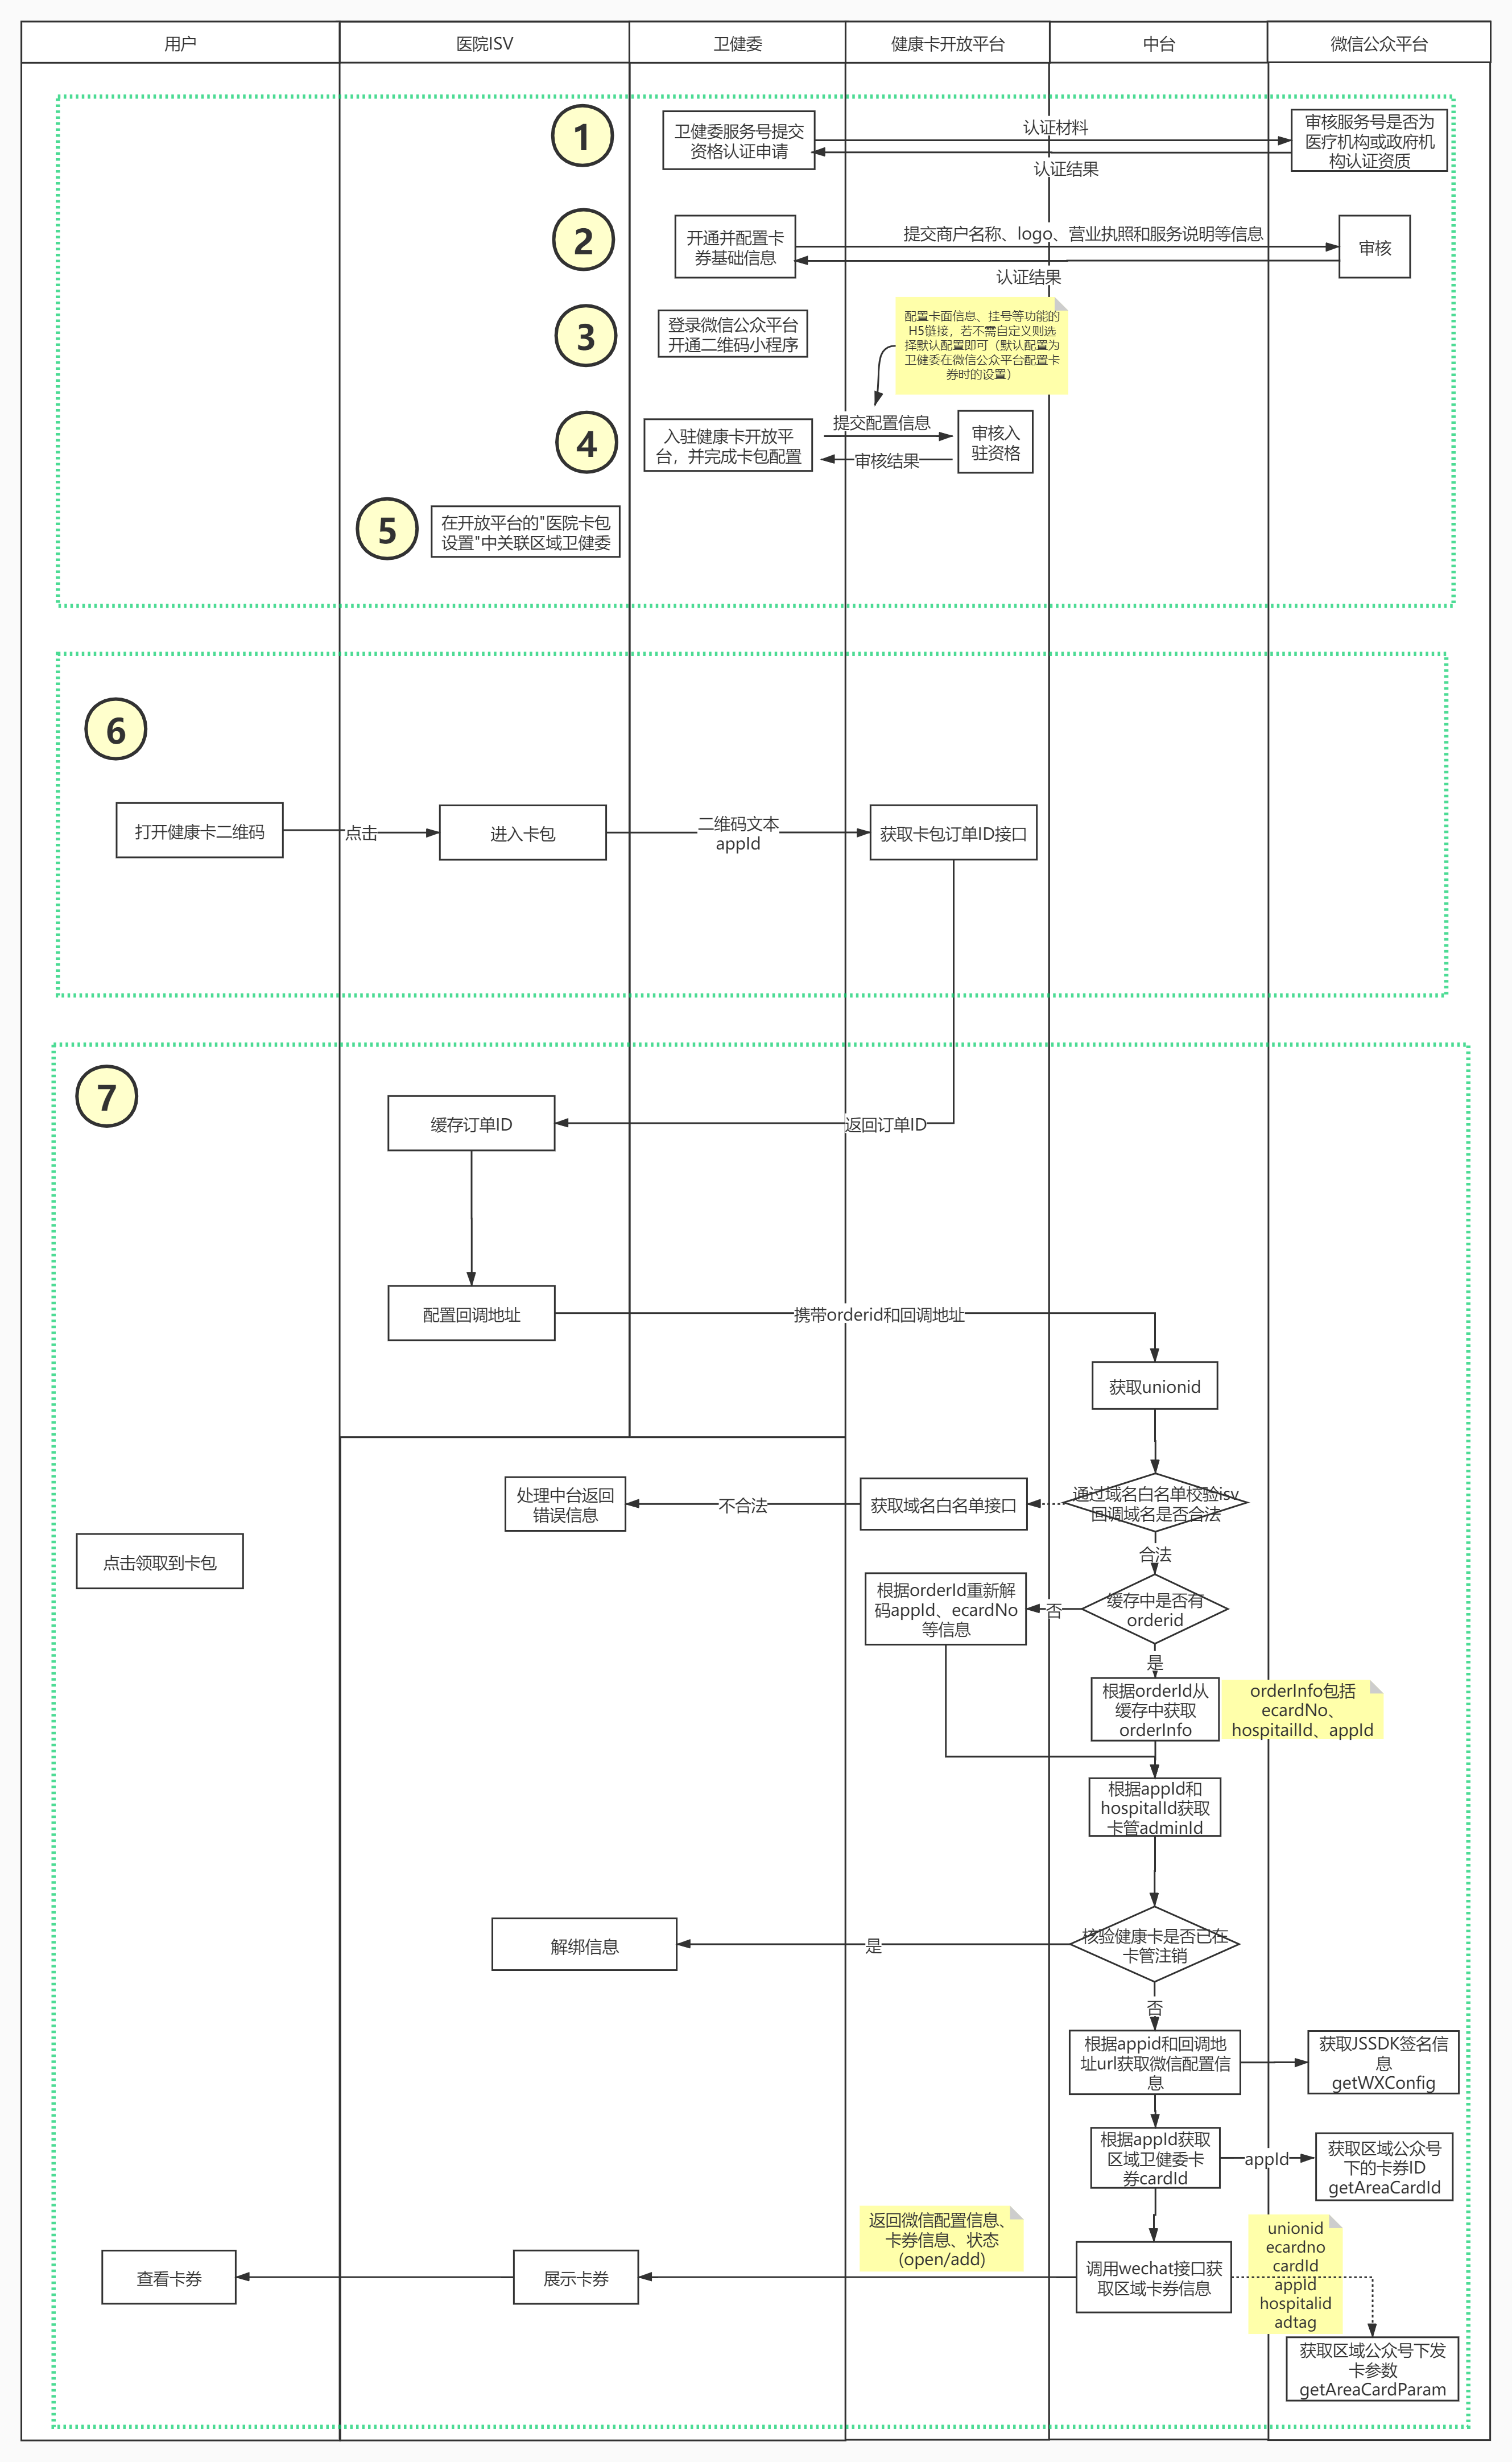 用户
医院ISV
卫健委
健康卡开放平台
中台
微信公众平台
1
卫健委服务号提交
资格认证申请
认证材料
认证结果
审核服务号是否为
医疗机构或政府机
构认证资质
2
开通并配置卡
券基础信息
提交商户名称、logo、营业执照和服务说明等信息
认证结果
审核
3
登录微信公众平台
开通二维码小程序
配置卡面信息、挂号等功能的
H5链接，若不需自定义则选
择默认配置即可（默认配置为
卫健委在微信公众平台配置卡
券时的设置）
4
入驻健康卡开放平
台，并完成卡包配置
提交配置信息
审核结果
审核入
驻资格
5
在开放平台的"医院卡包
设置"中关联区域卫健委
6
打开健康卡二维码
点击
进入卡包
二维码文本
appId
获取卡包订单ID接口
7
缓存订单ID
返回订单ID
配置回调地址
携带orderid和回调地址
获取unionid
处理中台返回
错误信息
不合法
获取域名白名单接口
通过域名白名单校验isv
回调域名是否合法
合法
点击领取到卡包
根据orderId重新解
码appId、ecardNo
等信息
否
缓存中是否有
orderid
是
根据orderId从
缓存中获取
orderInfo
orderInfo包括
ecardNo、
hospitailId、appId
根据appId和
hospitalId获取
卡管adminId
解绑信息
是
核验健康卡是否已在
卡管注销
否
根据appid和回调地
址url获取微信配置信
息
获取JSSDK签名信
息
getWXConfig
根据appId获取
区域卫健委卡
券cardId
appId
获取区域公众号
下的卡券ID
getAreaCardId
返回微信配置信息、
卡券信息、状态
(open/add)
unionid
ecardno
cardId
appId
hospitalid
adtag
查看卡券
展示卡券
调用wechat接口获
取区域卡券信息
获取区域公众号下发
卡参数
getAreaCardParam